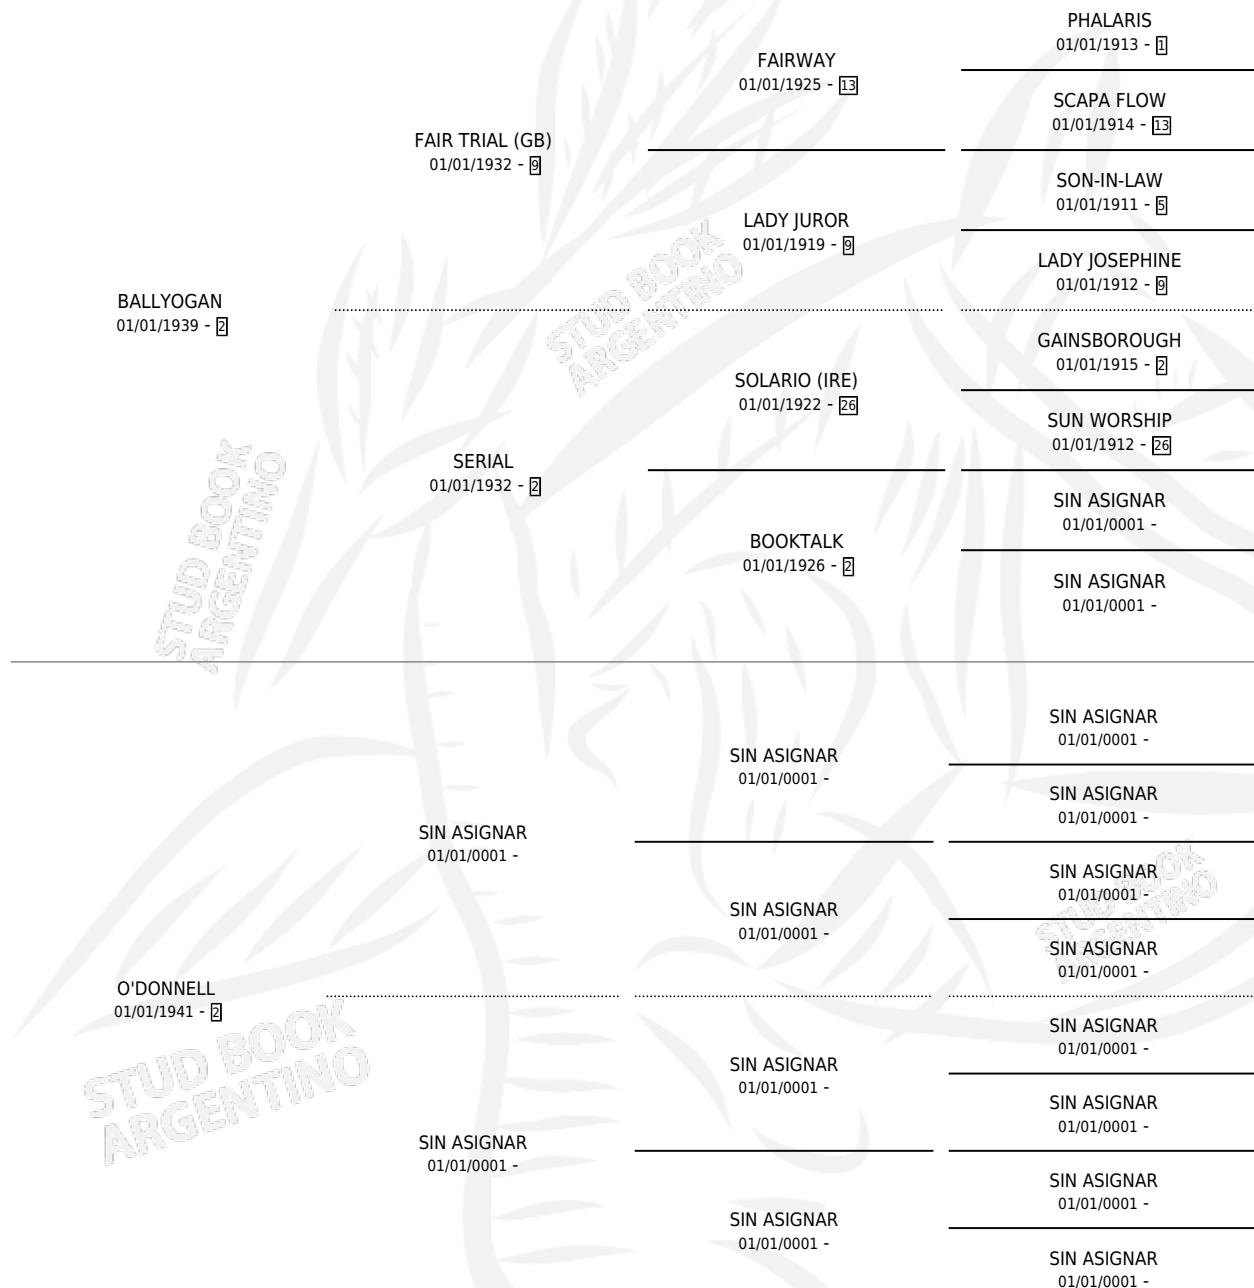 PHALARIS
01/01/1913 - 1
FAIRWAY
01/01/1925 - 13
SCAPA FLOW
01/01/1914 - 13
FAIR TRIAL (GB)
01/01/1932 - 9
SON-IN-LAW
01/01/1911 - 5
LADY JUROR
01/01/1919 - 9
LADY JOSEPHINE
01/01/1912 - 9
BALLYOGAN
01/01/1939 - 2
GAINSBOROUGH
01/01/1915 - 2
SOLARIO (IRE)
01/01/1922 - 26
SUN WORSHIP
01/01/1912 - 26
SERIAL
01/01/1932 - 2
SIN ASIGNAR
01/01/0001 -
BOOKTALK
01/01/1926 - 2
SIN ASIGNAR
01/01/0001 -
SIN ASIGNAR
01/01/0001 -
SIN ASIGNAR
01/01/0001 -
SIN ASIGNAR
01/01/0001 -
SIN ASIGNAR
01/01/0001 -
SIN ASIGNAR
01/01/0001 -
SIN ASIGNAR
01/01/0001 -
SIN ASIGNAR
01/01/0001 -
O'DONNELL
01/01/1941 - 2
SIN ASIGNAR
01/01/0001 -
SIN ASIGNAR
01/01/0001 -
SIN ASIGNAR
01/01/0001 -
SIN ASIGNAR
01/01/0001 -
SIN ASIGNAR
01/01/0001 -
SIN ASIGNAR
01/01/0001 -
SIN ASIGNAR
01/01/0001 -
STUD BOOK
ARGENTINO
STUD BOOK
ARGENTINO
STUD BOOK
ARGENTINO
STUD BOOK
ARGENTINO